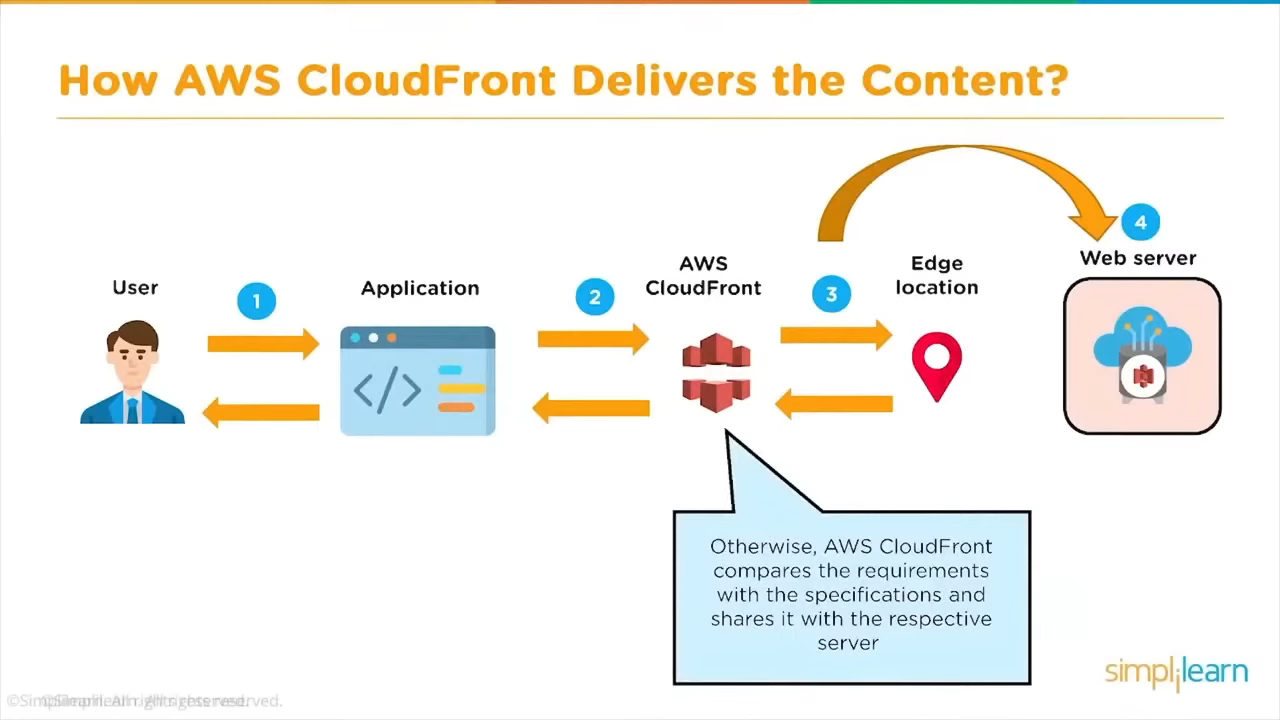 How AWS CloudFront Delivers the Content?
4
AWS
CloudFront
Edge
location
Web server
User
1
Application
2
3
</>
Otherwise, AWS CloudFront
compares the requirements
with the specifications and
shares it with the respective
server
simplilearn